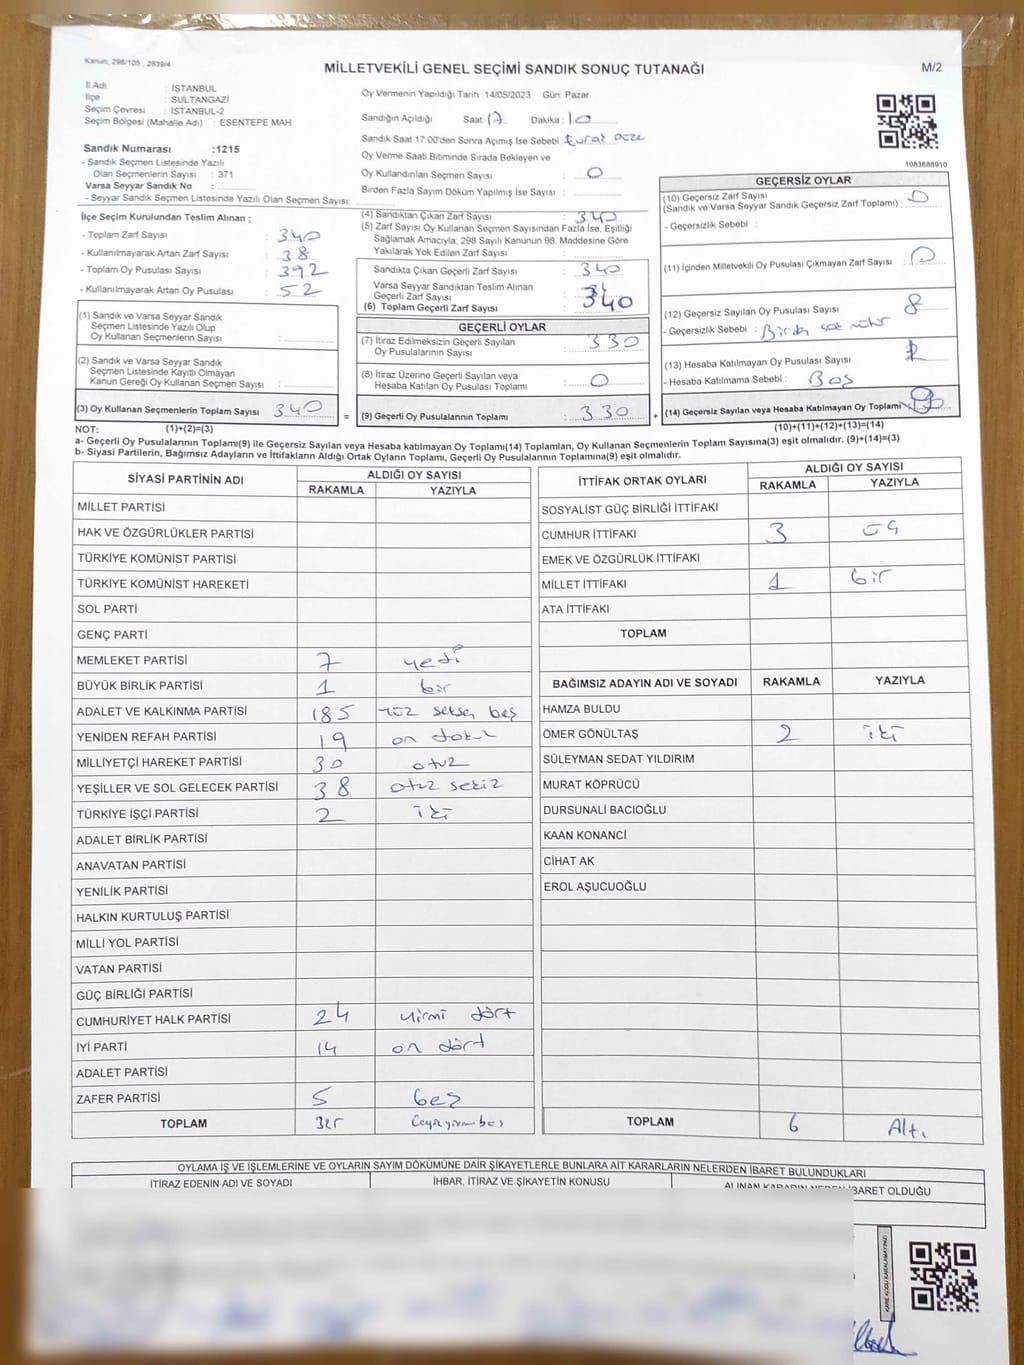 Kanun, 298/105 , 2839/4
MİLLETVEKİLİ GENEL SEÇİMİ SANDIK SONUÇ TUTANAĞI
M/2
İl Adı : İSTANBUL
İlçe : SULTANGAZİ
Seçim Çevresi : İSTANBUL-2
Seçim Bölgesi (Mahalle Adı) : ESENTEPE MAH.
Sandık Numarası :1215
- Sandık Seçmen Listesinde Yazılı
Olan Seçmenlerin Sayısı : 371
Varsa Seyyar Sandık No :
- Seyyar Sandık Seçmen Listesinde Yazılı Olan Seçmen Sayısı:
Oy Vermenin Yapıldığı Tarih :14/05/2023 Gün: Pazar
Sandığın Açıldığı Saat 17 Dakika : 10
Sandık Saat 17:00'den Sonra Açımış İse Sebebi :
Oy Verme Saati Bitiminde Sırada Bekleyen ve
Oy Kullandırılan Seçmen Sayısı : 0
Birden Fazla Sayım Döküm Yapılmış İse Sayısı :
1083688910
İlçe Seçim Kurulundan Teslim Alınan ;
- Toplam Zarf Sayısı : 340
- Kullanılmayarak Artan Zarf Sayısı : 38
- Toplam Oy Pusulası Sayısı : 392
- Kullanılmayarak Artan Oy Pusulası : 52
(1) Sandık ve Varsa Seyyar Sandık
Seçmen Listesinde Yazılı Olup
Oy Kullanan Seçmenlerin Sayısı :
(2) Sandık ve Varsa Seyyar Sandık
Seçmen Listesinde Kayıtlı Olmayan
Kanun Gereği Oy Kullanan Seçmen Sayısı :
(3) Oy Kullanan Seçmenlerin Toplam Sayısı 340 =
(4) Sandıktan Çıkan Zarf Sayısı : 340
(5) Zarf Sayısı Oy Kullanan Seçmen Sayısından Fazla İse, Eşitliği
Sağlamak Amacıyla; 298 Sayılı Kanunun 98. Maddesine Göre
Yakılarak Yok Edilen Zarf Sayısı :
Sandıkta Çıkan Geçerli Zarf Sayısı : 340
Varsa Seyyar Sandıktan Teslim Alınan
Geçerli Zarf Sayısı :
(6) Toplam Geçerli Zarf Sayısı : 340
GEÇERLİ OYLAR
(7) İtiraz Edilmeksizin Geçerli Sayılan
Oy Pusulalarının Sayısı : 330
(8) İtiraz Üzerine Geçerli Sayılan veya
Hesaba Katılan Oy Pusulası Toplamı : 0
(9) Geçerli Oy Pusulalarının Toplamı : 330 +
GEÇERSİZ OYLAR
(10) Geçersiz Zarf Sayısı
(Sandık ve Varsa Seyyar Sandık Geçersiz Zarf Toplamı) : 0
- Geçersizlik Sebebi :
(11) İçinden Milletvekili Oy Pusulası Çıkmayan Zarf Sayısı : 0
(12) Geçersiz Sayılan Oy Pusulası Sayısı : 8
- Geçersizlik Sebebi : Birden çok mühür
(13) Hesaba Katılmayan Oy Pusulası Sayısı :
- Hesaba Katılmama Sebebi : Boş
(14) Geçersiz Sayılan veya Hesaba Katılmayan Oy Toplamı
NOT: (1)+(2)=(3)
(10)+(11)+(12)+(13)=(14)
a- Geçerli Oy Pusulalarının Toplamı(9) ile Geçersiz Sayılan veya Hesaba katılmayan Oy Toplamı(14) Toplamları, Oy Kullanan Seçmenlerin Toplam Sayısına(3) eşit olmalıdır. (9)+(14)=(3)
b- Siyasi Partilerin, Bağımsız Adayların ve İttifakların Aldığı Ortak Oyların Toplamı, Geçerli Oy Pusulalarının Toplamına(9) eşit olmalıdır.
SİYASİ PARTİNİN ADI ALDIĞI OY SAYISI
RAKAMLA YAZIYLA
MİLLET PARTİSİ
HAK VE ÖZGÜRLÜKLER PARTİSİ
TÜRKİYE KOMÜNİST PARTİSİ
TÜRKİYE KOMÜNİST HAREKETİ
SOL PARTİ
GENÇ PARTİ
MEMLEKET PARTİSİ 7 yedi
BÜYÜK BİRLİK PARTİSİ 1 bir
ADALET VE KALKINMA PARTİSİ 185 yüz seksen beş
YENİDEN REFAH PARTİSİ 19 on dokuz
MİLLİYETÇİ HAREKET PARTİSİ 30 otuz
YEŞİLLER VE SOL GELECEK PARTİSİ 38 otuz sekiz
TÜRKİYE İŞÇİ PARTİSİ 2 iki
ADALET BİRLİK PARTİSİ
ANAVATAN PARTİSİ
YENİLİK PARTİSİ
HALKIN KURTULUŞ PARTİSİ
MİLLİ YOL PARTİSİ
VATAN PARTİSİ
GÜÇ BİRLİĞİ PARTİSİ
CUMHURİYET HALK PARTİSİ 24 yirmi dört
İYİ PARTİ 14 on dört
ADALET PARTİSİ
ZAFER PARTİSİ 5 beş
TOPLAM 325 üçyüzyirmibeş
İTTİFAK ORTAK OYLARI ALDIĞI OY SAYISI
RAKAMLA YAZIYLA
SOSYALİST GÜÇ BİRLİĞİ İTTİFAKI
CUMHUR İTTİFAKI 3 üç
EMEK VE ÖZGÜRLÜK İTTİFAKI
MİLLET İTTİFAKI 1 bir
ATA İTTİFAKI
TOPLAM
BAĞIMSIZ ADAYIN ADI VE SOYADI RAKAMLA YAZIYLA
HAMZA BULDU
ÖMER GÖNÜLTAŞ 2 iki
SÜLEYMAN SEDAT YILDIRIM
MURAT KÖPRÜCÜ
DURSUNALİ BACIOĞLU
KAAN KONANCİ
CİHAT AK
EROL AŞUCUOĞLU
TOPLAM 6 Altı
OYLAMA İŞ VE İŞLEMLERİNE VE OYLARIN SAYIM DÖKÜMÜNE DAİR ŞİKAYETLERLE BUNLARA AİT KARARLARIN NELERDEN İBARET BULUNDUKLARI
İTİRAZ EDENİN ADI VE SOYADI İHBAR, İTİRAZ VE ŞİKAYETİN KONUSU ALINAN KARARIN NEDEN İBARET OLDUĞU
KARE KODU KARALAMAYINIZ!